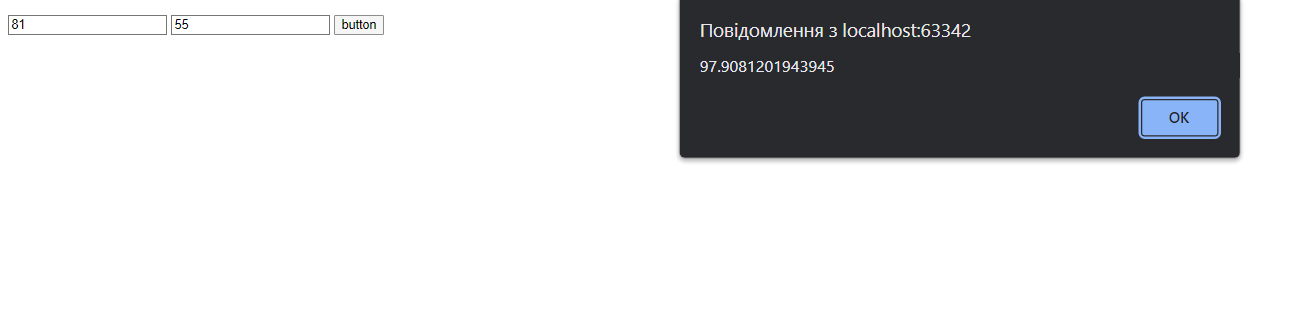 81 55 button
Повідомлення з localhost:63342
97.9081201943945
OK